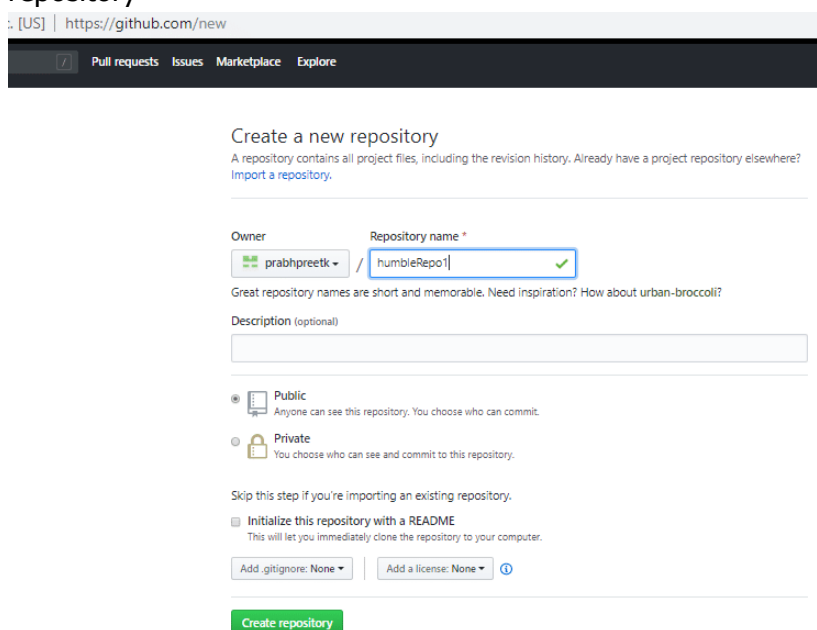 repository
:. [US] | https://github.com/new
/ Pull requests Issues Marketplace Explore
Create a new repository
A repository contains all project files, including the revision history. Already have a project repository elsewhere?
Import a repository.
Owner Repository name *
prabhpreetk / humbleRepo1
Great repository names are short and memorable. Need inspiration? How about urban-broccoli?
Description (optional)
Public
Anyone can see this repository. You choose who can commit.
Private
You choose who can see and commit to this repository.
Skip this step if you're importing an existing repository.
Initialize this repository with a README
This will let you immediately clone the repository to your computer.
Add .gitignore: None Add a license: None
Create repository